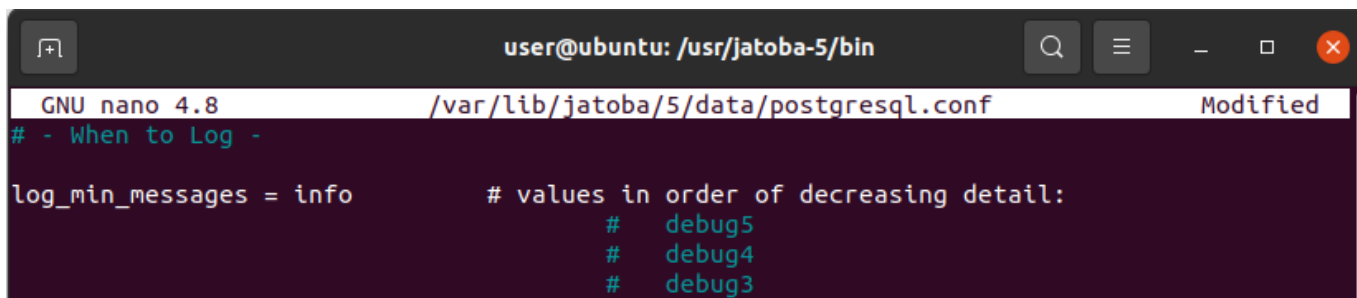 user@ubuntu: /usr/jatoba-5/bin
GNU nano 4.8 /var/lib/jatoba/5/data/postgresql.conf Modified
# - When to Log -
log_min_messages = info # values in order of decreasing detail:
# debug5
# debug4
# debug3